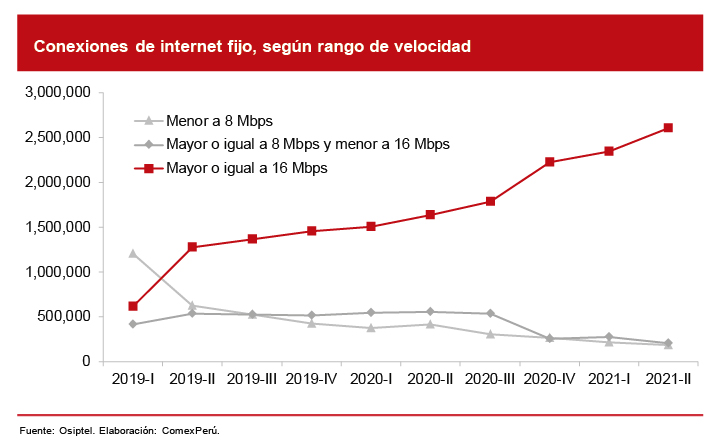 Conexiones de internet fijo, según rango de velocidad
3,000,000
2,500,000
2,000,000
1,500,000
1,000,000
500,000
0
Menor a 8 Mbps
Mayor o igual a 8 Mbps y menor a 16 Mbps
Mayor o igual a 16 Mbps
2019-I 2019-II 2019-III 2019-IV 2020-I 2020-II 2020-III 2020-IV 2021-I 2021-II
Fuente: Osiptel. Elaboración: ComexPerú.